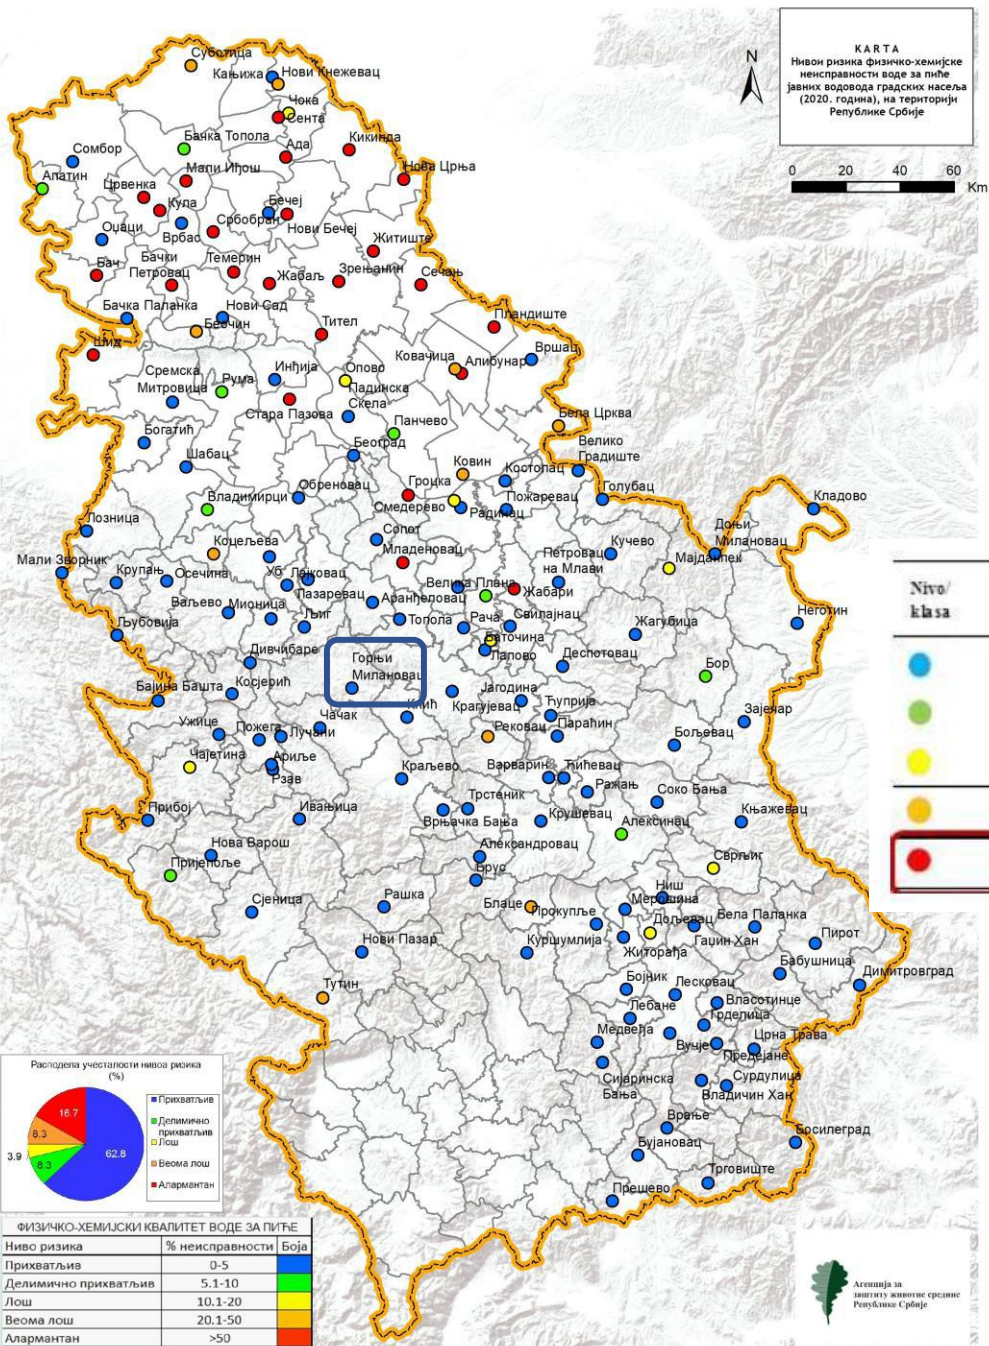 КАРТА
Нивои ризика физичко-хемијске
неисправности воде за пиће
јавних водовода градских насеља
(2020. година), на територији
Републике Србије
N
0 20 40 60
Km
Суботица
Кањижа
Нови Кнежевац
Чока
Сента
Бачка Топола
Ада
Кикинда
Сомбор
Апатин
Мали Иђош
Нова Црња
Црвенка
Кула
Бечеј
Србобран
Нови Бечеј
Оџаци
Врбас
Житиште
Бач
Бачки
Петровац
Темерин
Жабаљ
Зрењанин
Сечањ
Бачка Паланка
Нови Сад
Беочин
Тител
Пландиште
Шид
Ковачица
Алибунар
Вршац
Сремска
Митровица
Рума
Инђија
Опово
Падинска
Скела
Стара Пазова
Панчево
Бела Црква
Богатић
Београд
Велико
Градиште
Шабац
Ковин
Костолац
Обреновац
Гроцка
Голубац
Владимирци
Смедерево
Радинац
Пожаревац
Кладово
Лозница
Сопот
Доњи
Милановац
Коцељева
Младеновац
Петровац
на Млави
Кучево
Мајданпек
Мали Зворник
Крупањ
Осечина
Уб
Лајковац
Велика Плана
Жабари
Лазаревац
Аранђеловац
Ваљево
Мионица
Љиг
Топола
Рача
Свилајнац
Жагубица
Неготин
Љубовија
Баточина
Лапово
Дивчибаре
Горњи
Милановац
Деспотовац
Бор
Бајина Башта
Косјерић
Јагодина
Ћуприја
Кнић
Крагујевац
Зајечар
Ужице
Пожега
Чачак
Лучани
Рековац
Параћин
Бољевац
Чајетина
Ариље
Рзав
Краљево
Варварин
Ћићевац
Ражањ
Соко Бања
Прибој
Ивањица
Трстеник
Врњачка Бања
Крушевац
Алексинац
Књажевац
Нова Варош
Александровац
Сврљиг
Пријепоље
Брус
Рашка
Блаце
Ниш
Мерошина
Сјеница
Прокупље
Дољевац
Бела Паланка
Нови Пазар
Куршумлија
Житорађа
Гаџин Хан
Пирот
Тутин
Бојник
Лесковац
Бабушница
Димитровград
Лебане
Власотинце
Грделица
Медвеђа
Вучје
Предејане
Црна Трава
Сијаринска
Бања
Сурдулица
Владичин Хан
Врање
Бујановац
Босилеград
Трговиште
Прешево
Nivo/
klasa
Расподела учесталости нивоа ризика
(%)
16.7
8.3
3.9
8.3
62.8
Прихватљив
Делимично
прихватљив
Лош
Веома лош
Алармантан
ФИЗИЧКО-ХЕМИЈСКИ КВАЛИТЕТ ВОДЕ ЗА ПИЋЕ
Ниво ризика % неисправности Боја
Прихватљив 0-5
Делимично прихватљив 5.1-10
Лош 10.1-20
Веома лош 20.1-50
Алармантан >50
Агенција за
заштиту животне средине
Републике Србије